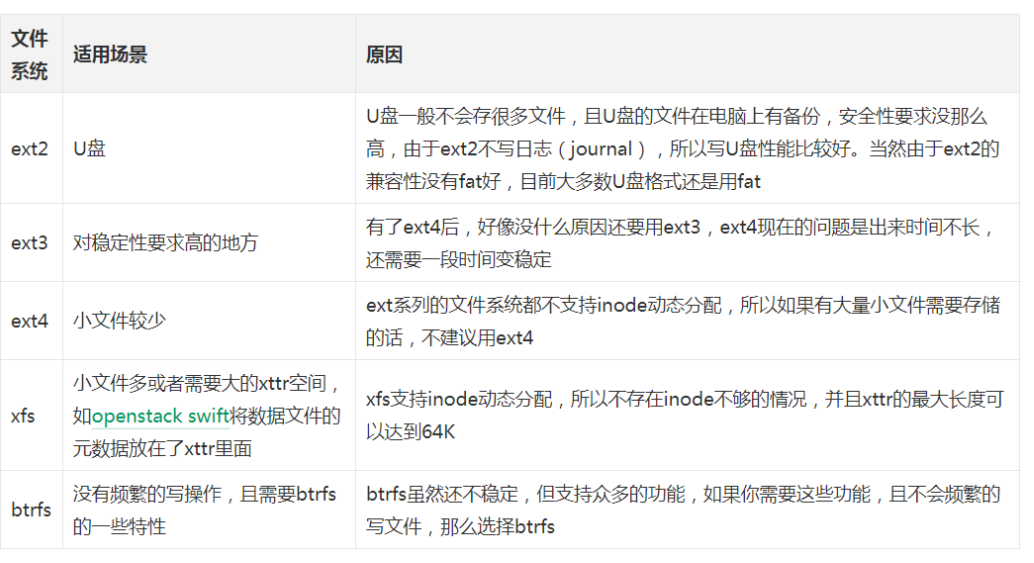 文件
系统
适用场景
原因
ext2
U盘
U盘一般不会存很多文件，且U盘的文件在电脑上有备份，安全性要求没那么
高，由于ext2不写日志（journal），所以写U盘性能比较好。当然由于ext2的
兼容性没有fat好，目前大多数U盘格式还是用fat
ext3
对稳定性要求高的地方
有了ext4后，好像没什么原因还要用ext3，ext4现在的问题是出来时间不长，
还需要一段时间变稳定
ext4
小文件较少
ext系列的文件系统都不支持inode动态分配，所以如果有大量小文件需要存储
的话，不建议用ext4
xfs
小文件多或者需要大的xttr空间，
如openstack swift将数据文件的
元数据放在了xttr里面
xfs支持inode动态分配，所以不存在inode不够的情况，并且xttr的最大长度可
以达到64K
btrfs
没有频繁的写操作，且需要btrfs
的一些特性
btrfs虽然还不稳定，但支持众多的功能，如果你需要这些功能，且不会频繁的
写文件，那么选择btrfs